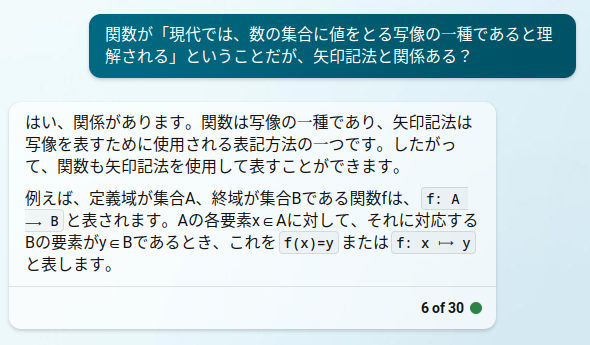 関数が「現代では、数の集合に値をとる写像の一種であると理
解される」ということだが、矢印記法と関係ある？
はい、関係があります。関数は写像の一種であり、矢印記法は
写像を表すために使用される表記方法の一つです。したがっ
て、関数も矢印記法を使用して表すことができます。
例えば、定義域が集合A、終域が集合Bである関数fは、 f: A
⟶ B と表されます。Aの各要素x∈Aに対して、それに対応する
Bの要素がy∈Bであるとき、これを f(x)=y または f: x ⟼ y
と表します。
6 of 30